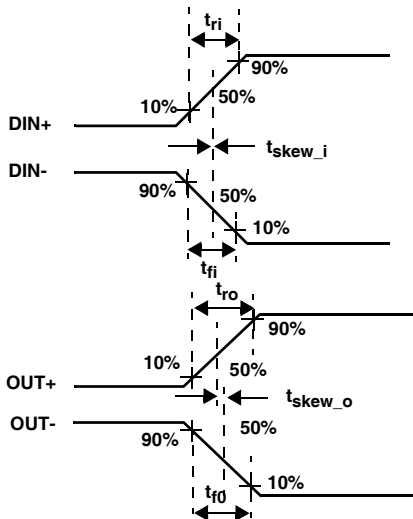 tri
90%
10%
50%
DIN+
tskew_i
DIN-
90%
50%
10%
tfi
tro
90%
10%
50%
OUT+
tskew_o
OUT-
50%
90%
10%
tf0